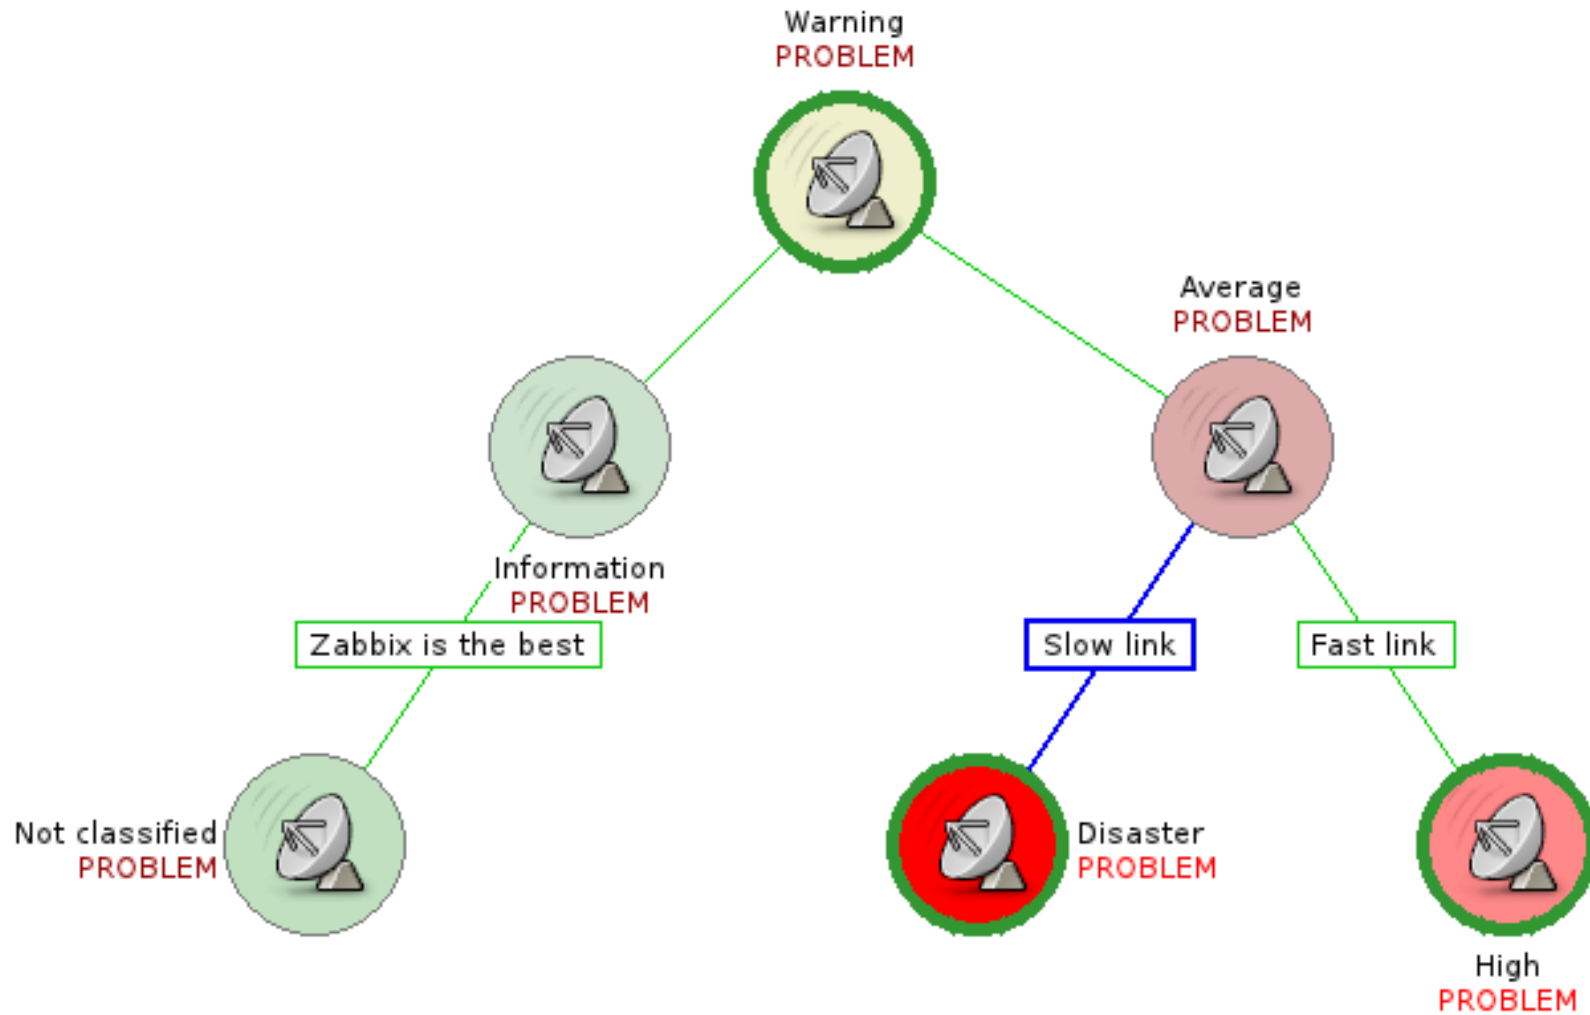 Warning
PROBLEM
Average
PROBLEM
Information
PROBLEM
Zabbix is the best
Slow link
Fast link
Not classified
PROBLEM
Disaster
PROBLEM
High
PROBLEM